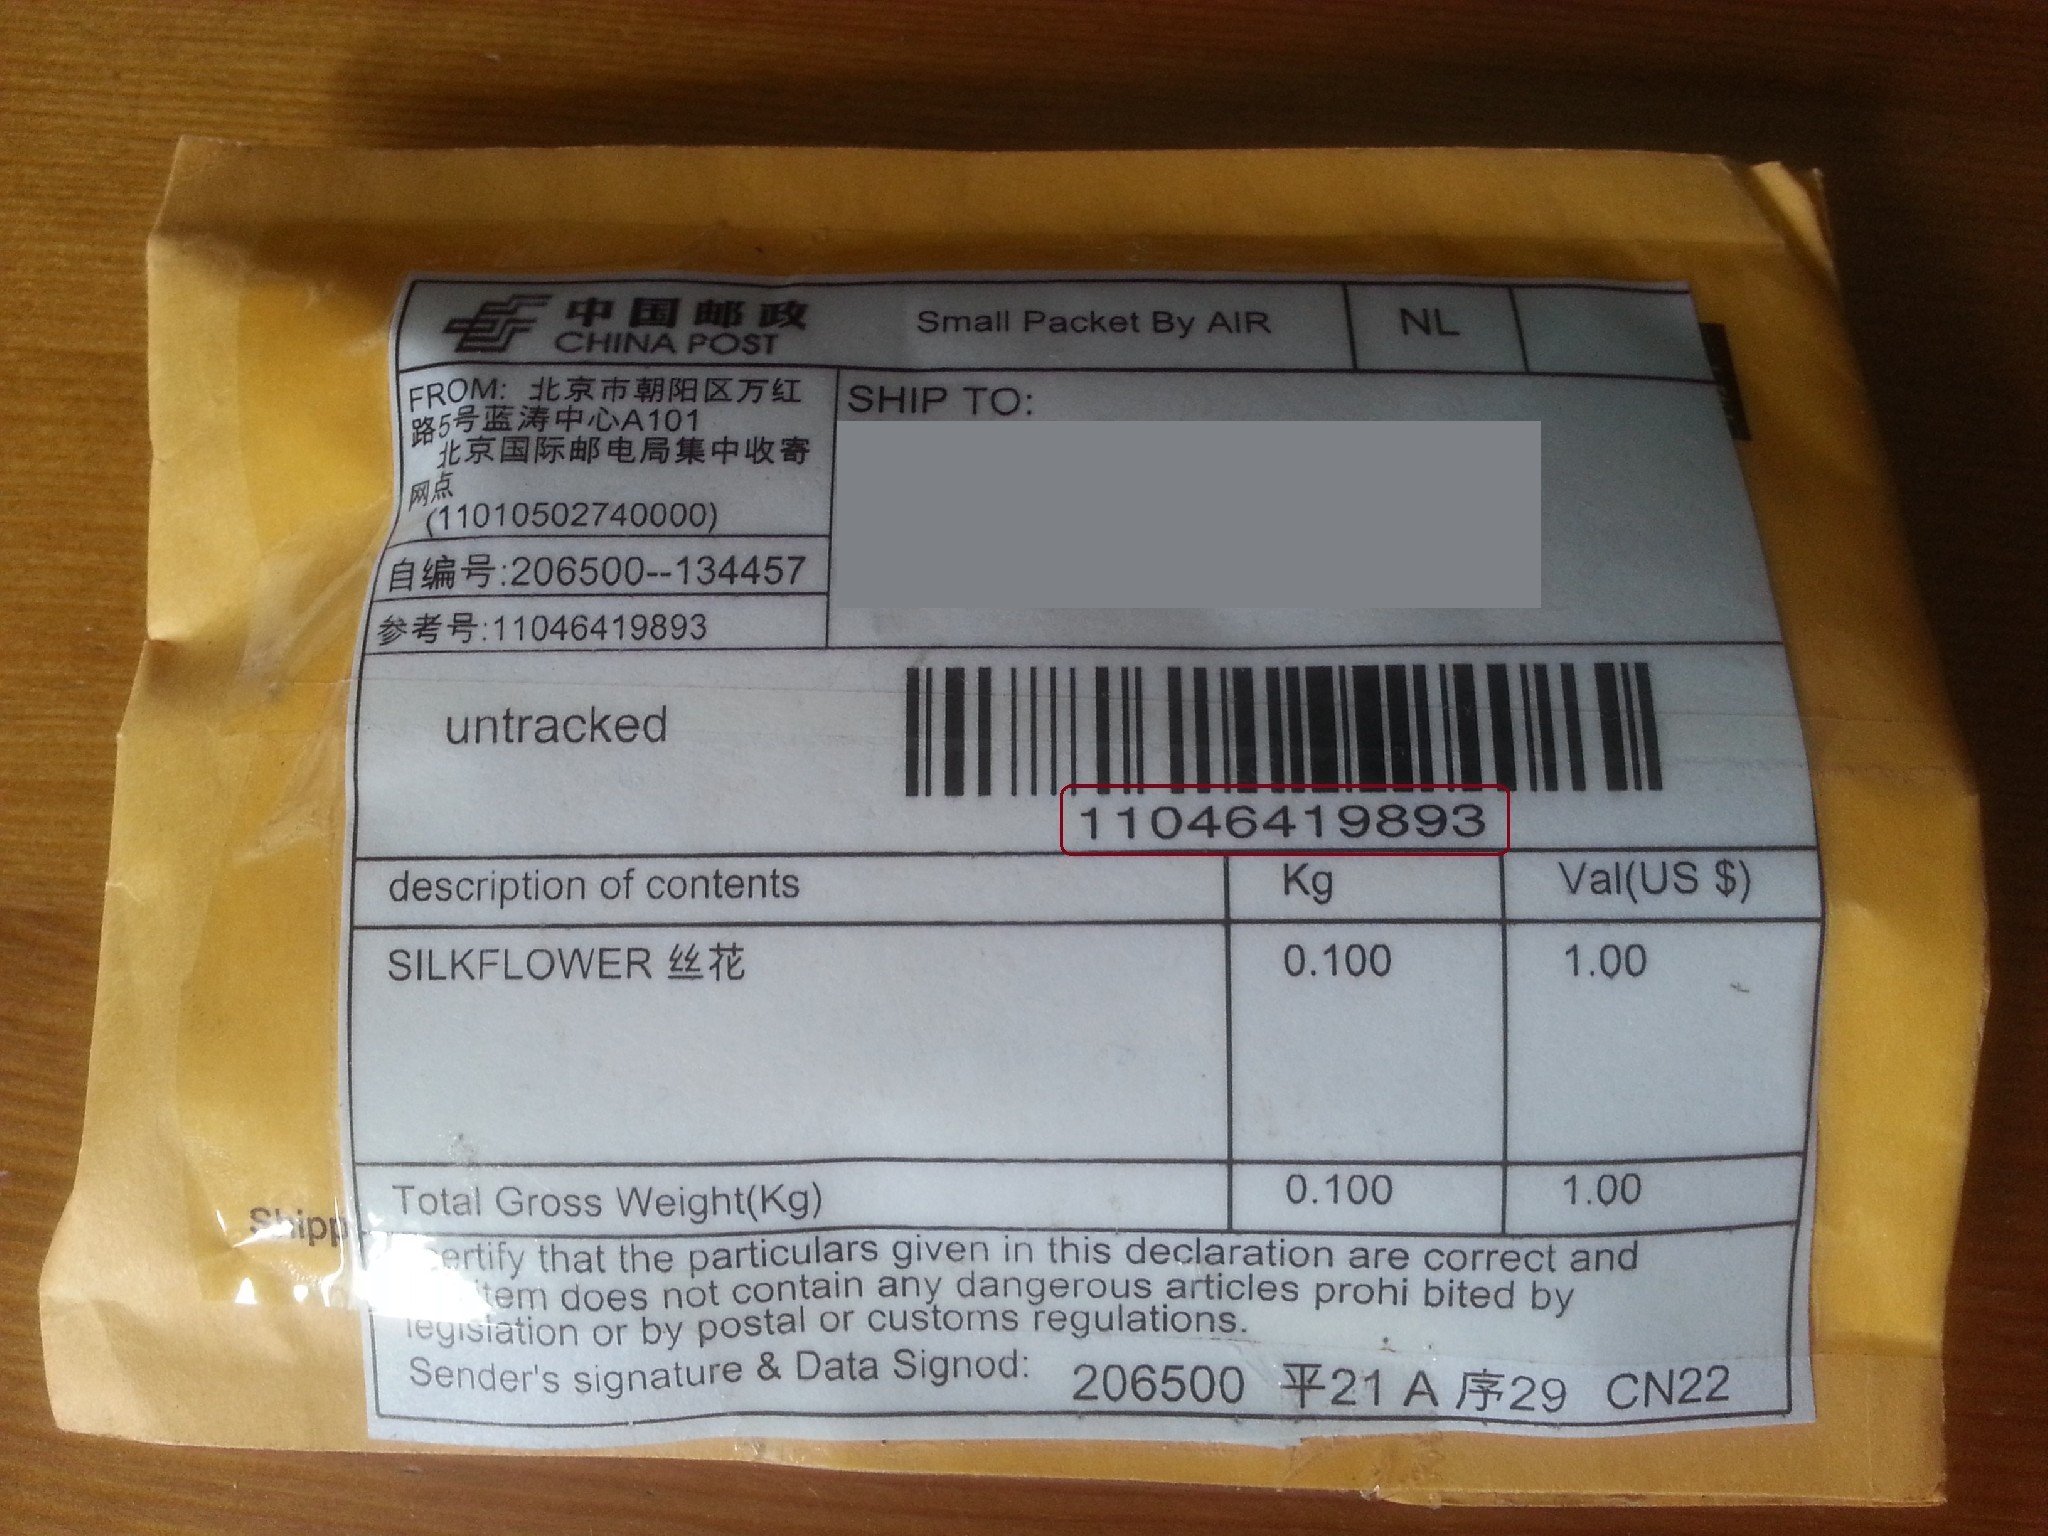 中国邮政
CHINA POST
Small Packet By AIR
NL
FROM: 北京市朝阳区万红
路5号蓝涛中心A101
北京国际邮电局集中收寄
网点
(11010502740000)
自编号:206500--134457
参考号:11046419893
SHIP TO:
untracked
11046419893
description of contents
Kg
Val(US $)
SILKFLOWER 丝花
0.100
1.00
Total Gross Weight(Kg)
0.100
1.00
certify that the particulars given in this declaration are correct and
item does not contain any dangerous articles prohi bited by
legislation or by postal or customs regulations.
Sender's signature & Data Signod:
206500 平21 A 序29 CN22